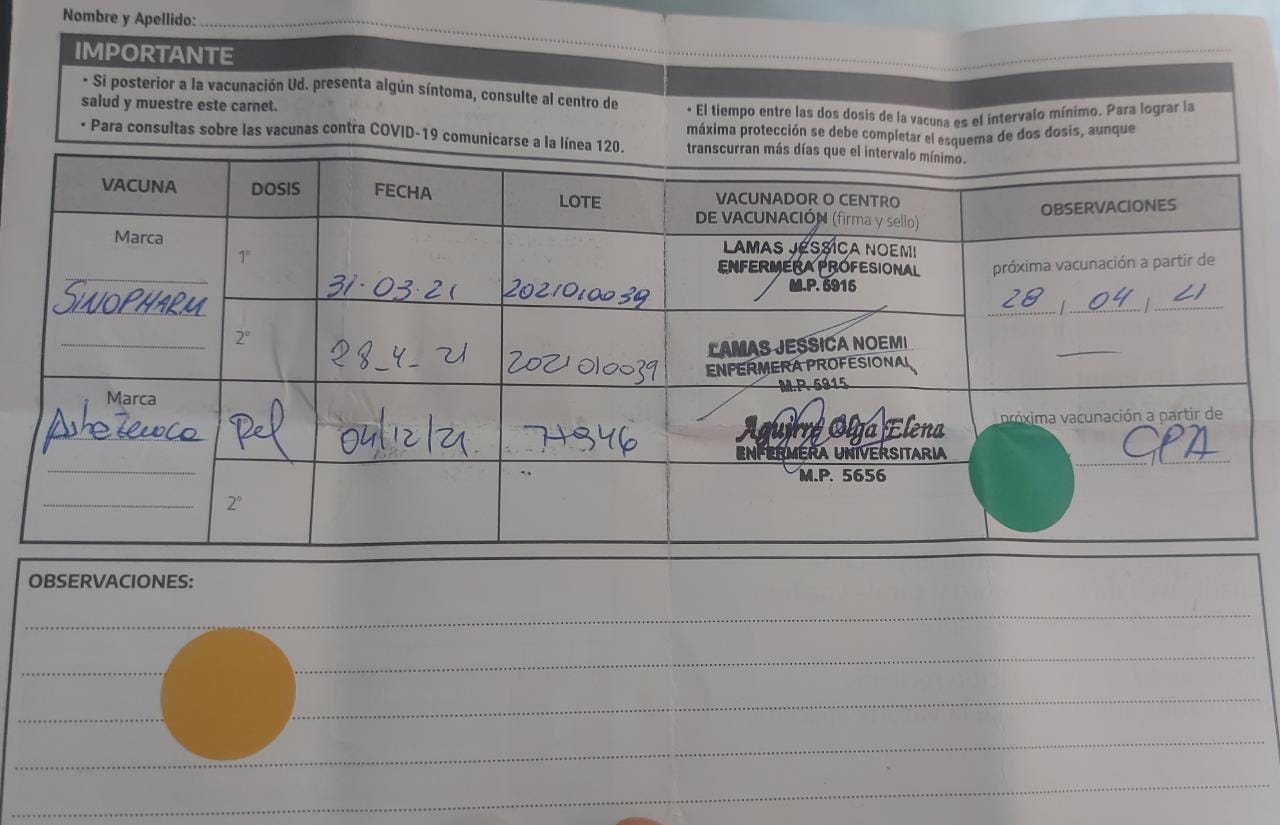 Nombre y Apellido:
IMPORTANTE
• Si posterior a la vacunación Ud. presenta algún síntoma, consulte al centro de
salud y muestre este carnet.
• Para consultas sobre las vacunas contra COVID-19 comunicarse a la línea 120.
• El tiempo entre las dos dosis de la vacuna es el intervalo mínimo. Para lograr la
máxima protección se debe completar el esquema de dos dosis, aunque
transcurran más días que el intervalo mínimo.
VACUNA DOSIS FECHA LOTE VACUNADOR O CENTRO
DE VACUNACIÓN (firma y sello) OBSERVACIONES
Marca
SINOPHARM
1° 31.03.21 2021010039
LAMAS JESSICA NOEMI
ENFERMERA PROFESIONAL
M.P. 5915
próxima vacunación a partir de
28 / 04 / 21
2° 28_4_21 2021010039
LAMAS JESSICA NOEMI
ENFERMERA PROFESIONAL
M.P. 5915
Marca
04/12/21
Aguirre Olga Elena
ENFERMERA UNIVERSITARIA
M.P. 5656
próxima vacunación a partir de
2°
OBSERVACIONES: